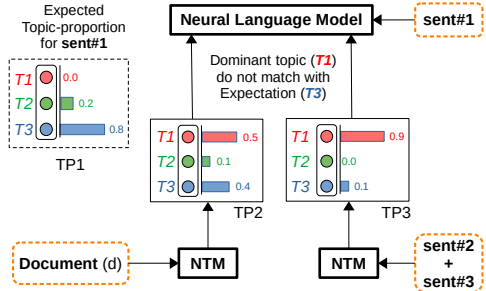 Expected
Topic-proportion
for sent#1
T1 0.0
T2 0.2
T3 0.8
TP1
Neural Language Model
sent#1
Dominant topic (T1)
do not match with
Expectation (T3)
T1 0.5
T2 0.1
T3 0.4
TP2
T1 0.9
T2 0.0
T3 0.1
TP3
Document (d)
NTM
NTM
sent#2
+
sent#3